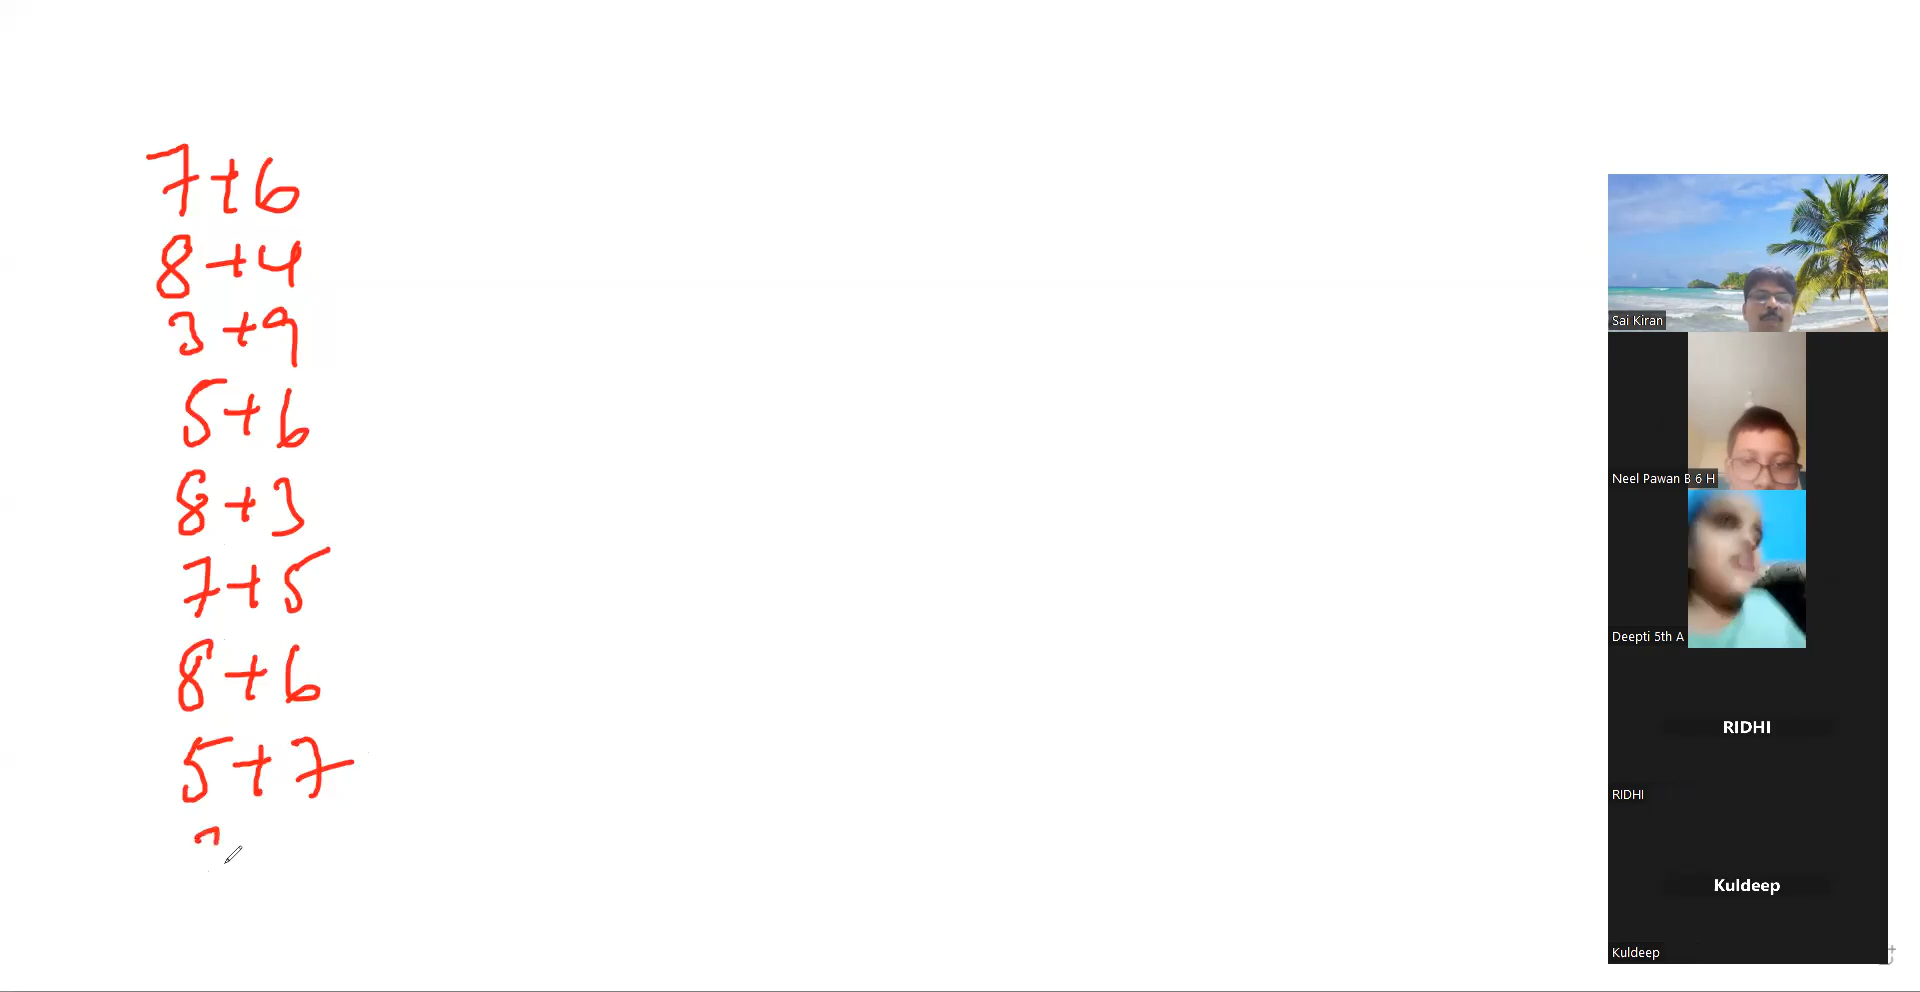 7+6
8+4
3+9
5+6
8+3
7+5
8+6
5+7
Sai Kiran
Neel Pawan B 6 H
Deepti 5th A
RIDHI
RIDHI
Kuldeep
Kuldeep